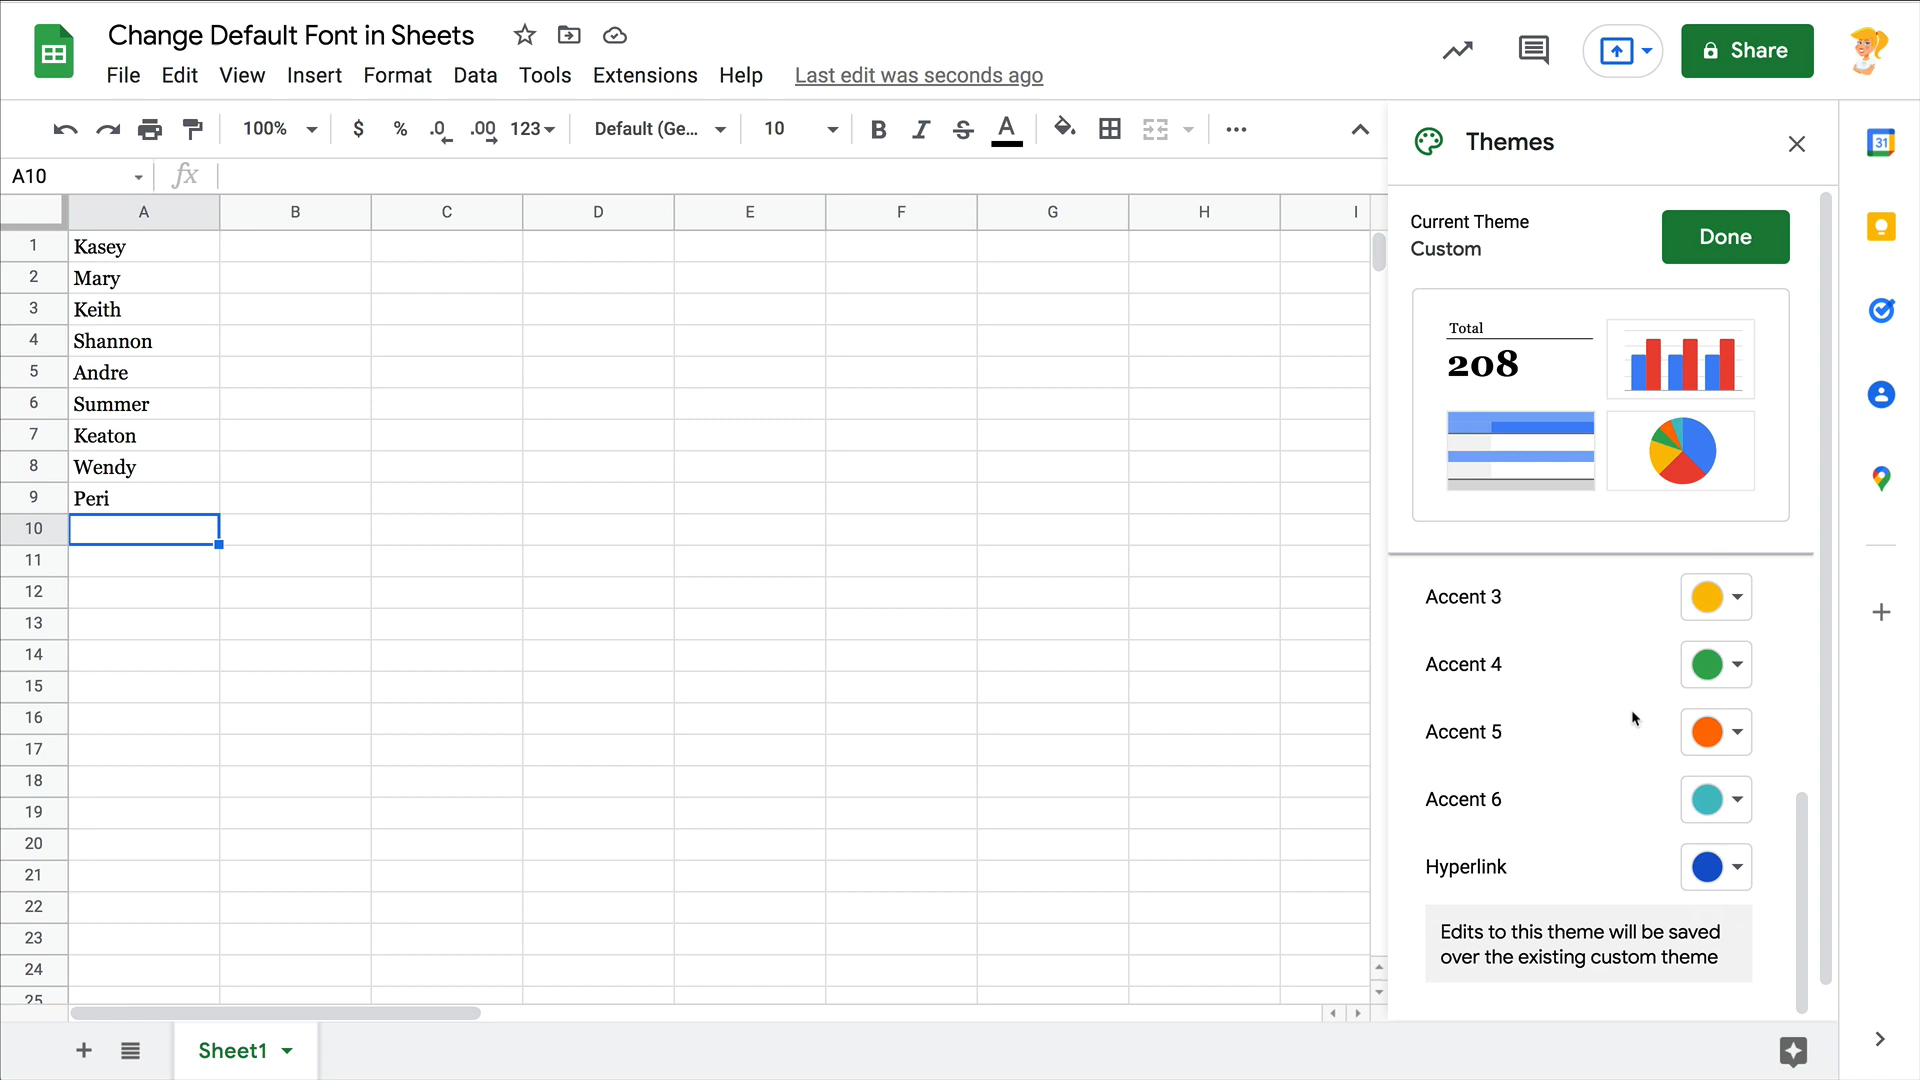 Change Default Font in Sheets
File Edit View Insert Format Data Tools Extensions Help Last edit was seconds ago
Share
100% $ % .0 .00 123 Default (Ge... 10 B I S A
Themes
31
A10 fx
A B C D E F G H I
1 Kasey
2 Mary
3 Keith
4 Shannon
5 Andre
6 Summer
7 Keaton
8 Wendy
9 Peri
10
11
12
13
14
15
16
17
18
19
20
21
22
23
24
25
Current Theme
Custom
Done
Total
208
Accent 3
Accent 4
Accent 5
Accent 6
Hyperlink
Edits to this theme will be saved
over the existing custom theme
Sheet1